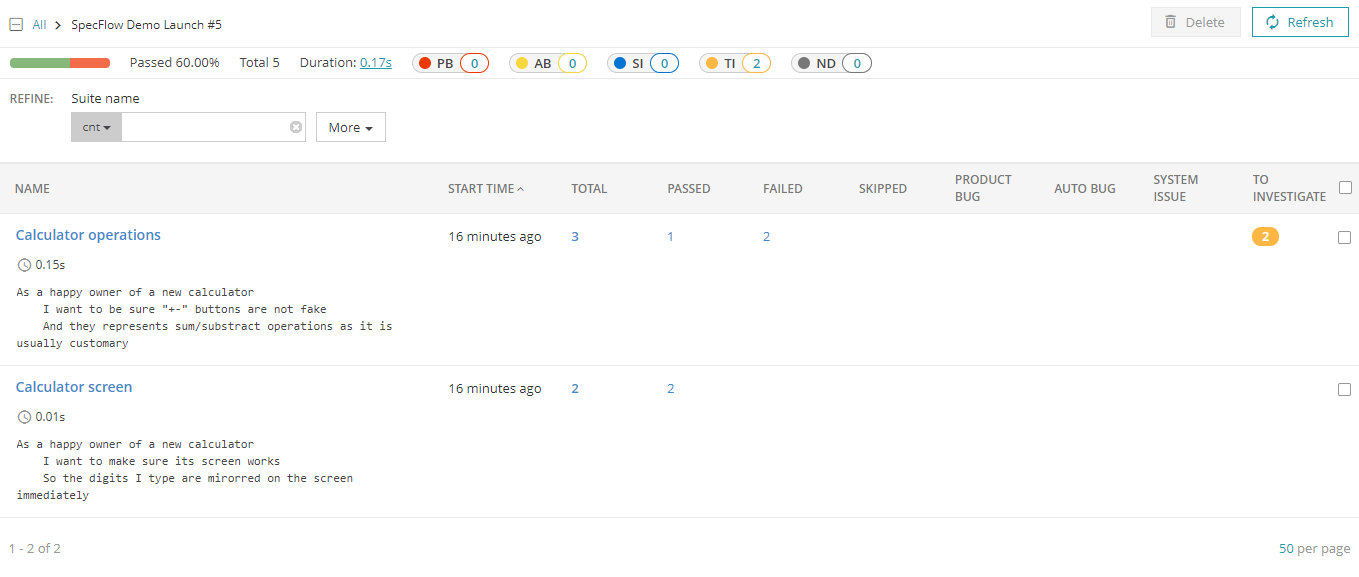 All > SpecFlow Demo Launch #5
Delete
Refresh
Passed 60.00% Total 5 Duration: 0.17s PB 0 AB 0 SI 0 TI 2 ND 0
REFINE: Suite name
cnt More
NAME START TIME TOTAL PASSED FAILED SKIPPED PRODUCT BUG AUTO BUG SYSTEM ISSUE TO INVESTIGATE
Calculator operations 16 minutes ago 3 1 2 2
0.15s
As a happy owner of a new calculator
I want to be sure "+-" buttons are not fake
And they represents sum/substract operations as it is
usually customary
Calculator screen 16 minutes ago 2 2
0.01s
As a happy owner of a new calculator
I want to make sure its screen works
So the digits I type are mirorred on the screen
immediately
1 - 2 of 2 50 per page